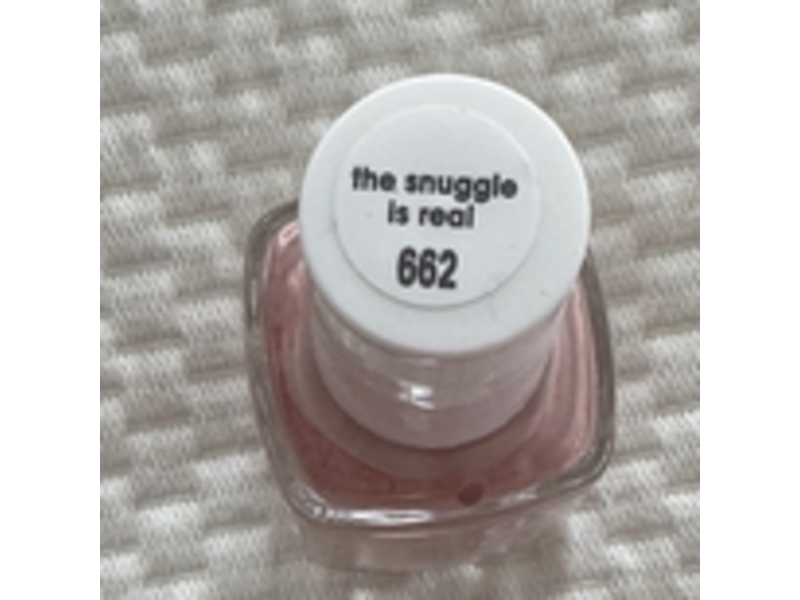 the snuggle
is real
662